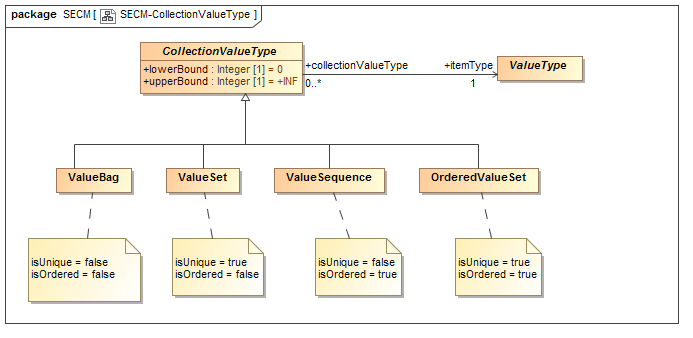 package SECM [ SECM-CollectionValueType ]
CollectionValueType
+lowerBound : Integer [1] = 0
+upperBound : Integer [1] = +INF
+collectionValueType
0..*
+itemType
1
ValueType
ValueBag
ValueSet
ValueSequence
OrderedValueSet
isUnique = false
isOrdered = false
isUnique = true
isOrdered = false
isUnique = false
isOrdered = true
isUnique = true
isOrdered = true